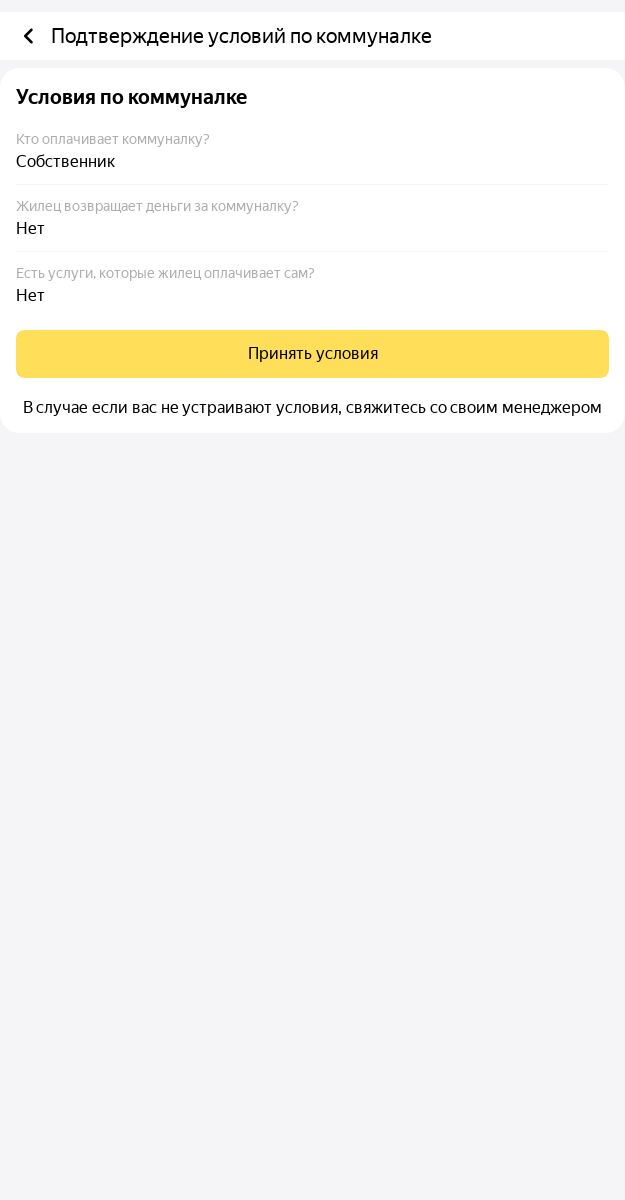 Подтверждение условий по коммуналке
Условия по коммуналке
Кто оплачивает коммуналку?
Собственник
Жилец возвращает деньги за коммуналку?
Нет
Есть услуги, которые жилец оплачивает сам?
Нет
Принять условия
В случае если вас не устраивают условия, свяжитесь со своим менеджером